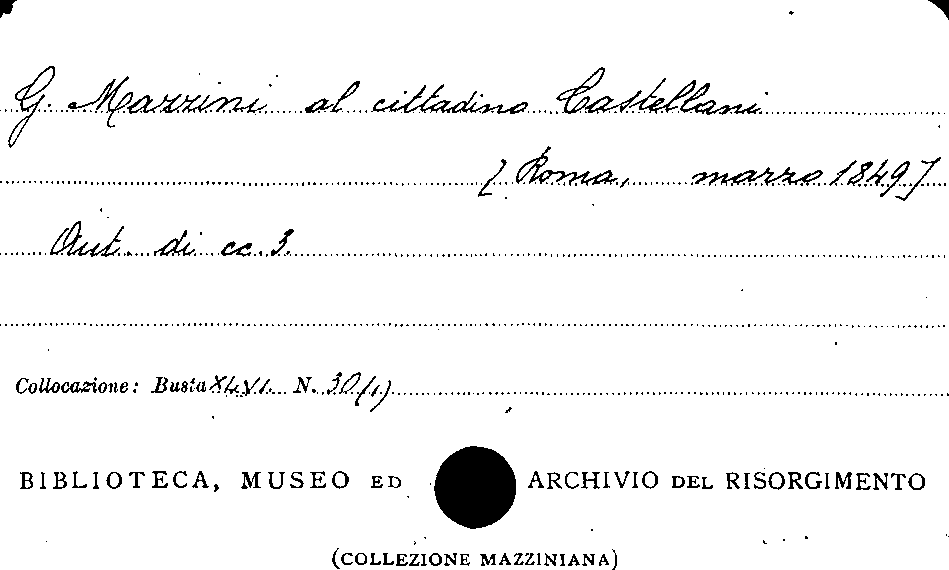 G. Mazzini al cittadino Castellani
[Roma, marzo 1849]
Aut. di cc. 3.
Collocazione: Busta XLVI. N. 30(1)
BIBLIOTECA, MUSEO ED ARCHIVIO DEL RISORGIMENTO
(COLLEZIONE MAZZINIANA)